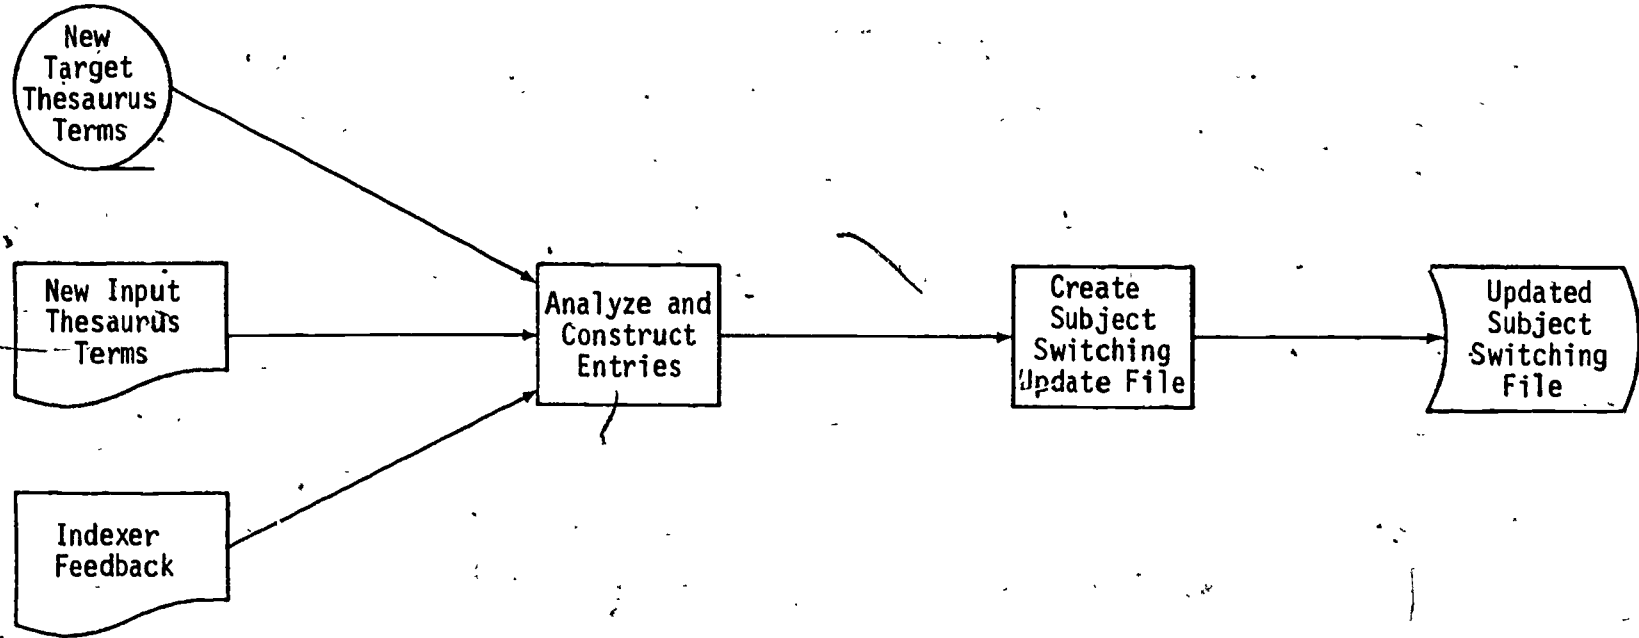 New
Target
Thesaurus
Terms
New Input
Thesaurus
Terms
Indexer
Feedback
Analyze and
Construct
Entries
Create
Subject
Switching
Update File
Updated
Subject
Switching
File